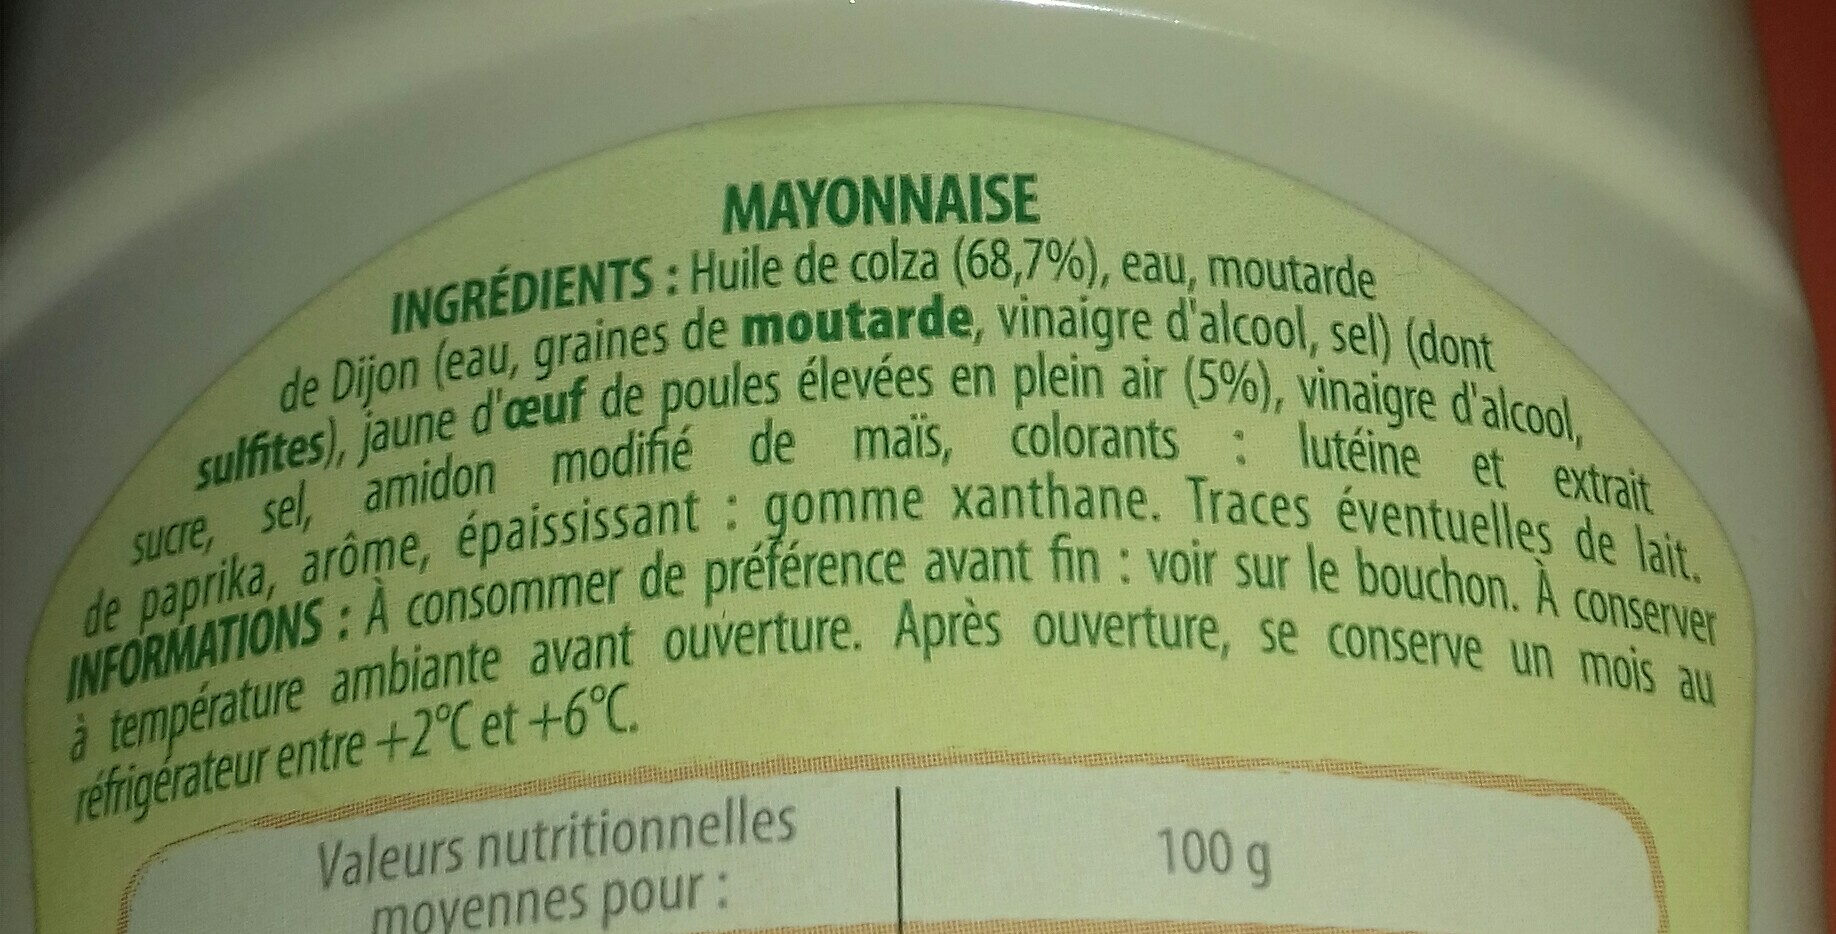 MAYONNAISE
INGRÉDIENTS : Huile de colza (68,7%), eau, moutarde
de Dijon (eau, graines de moutarde, vinaigre d'alcool, sel) (dont
sulfites), jaune d'œuf de poules élevées en plein air (5%), vinaigre d'alcool,
sucre, sel, amidon modifié de maïs, colorants : lutéine et extrait
de paprika, arôme, épaississant : gomme xanthane. Traces éventuelles de lait.
INFORMATIONS : À consommer de préférence avant fin : voir sur le bouchon. À conserver
à température ambiante avant ouverture. Après ouverture, se conserve un mois au
réfrigérateur entre +2°C et +6°C.
Valeurs nutritionnelles
moyennes pour :
100 g